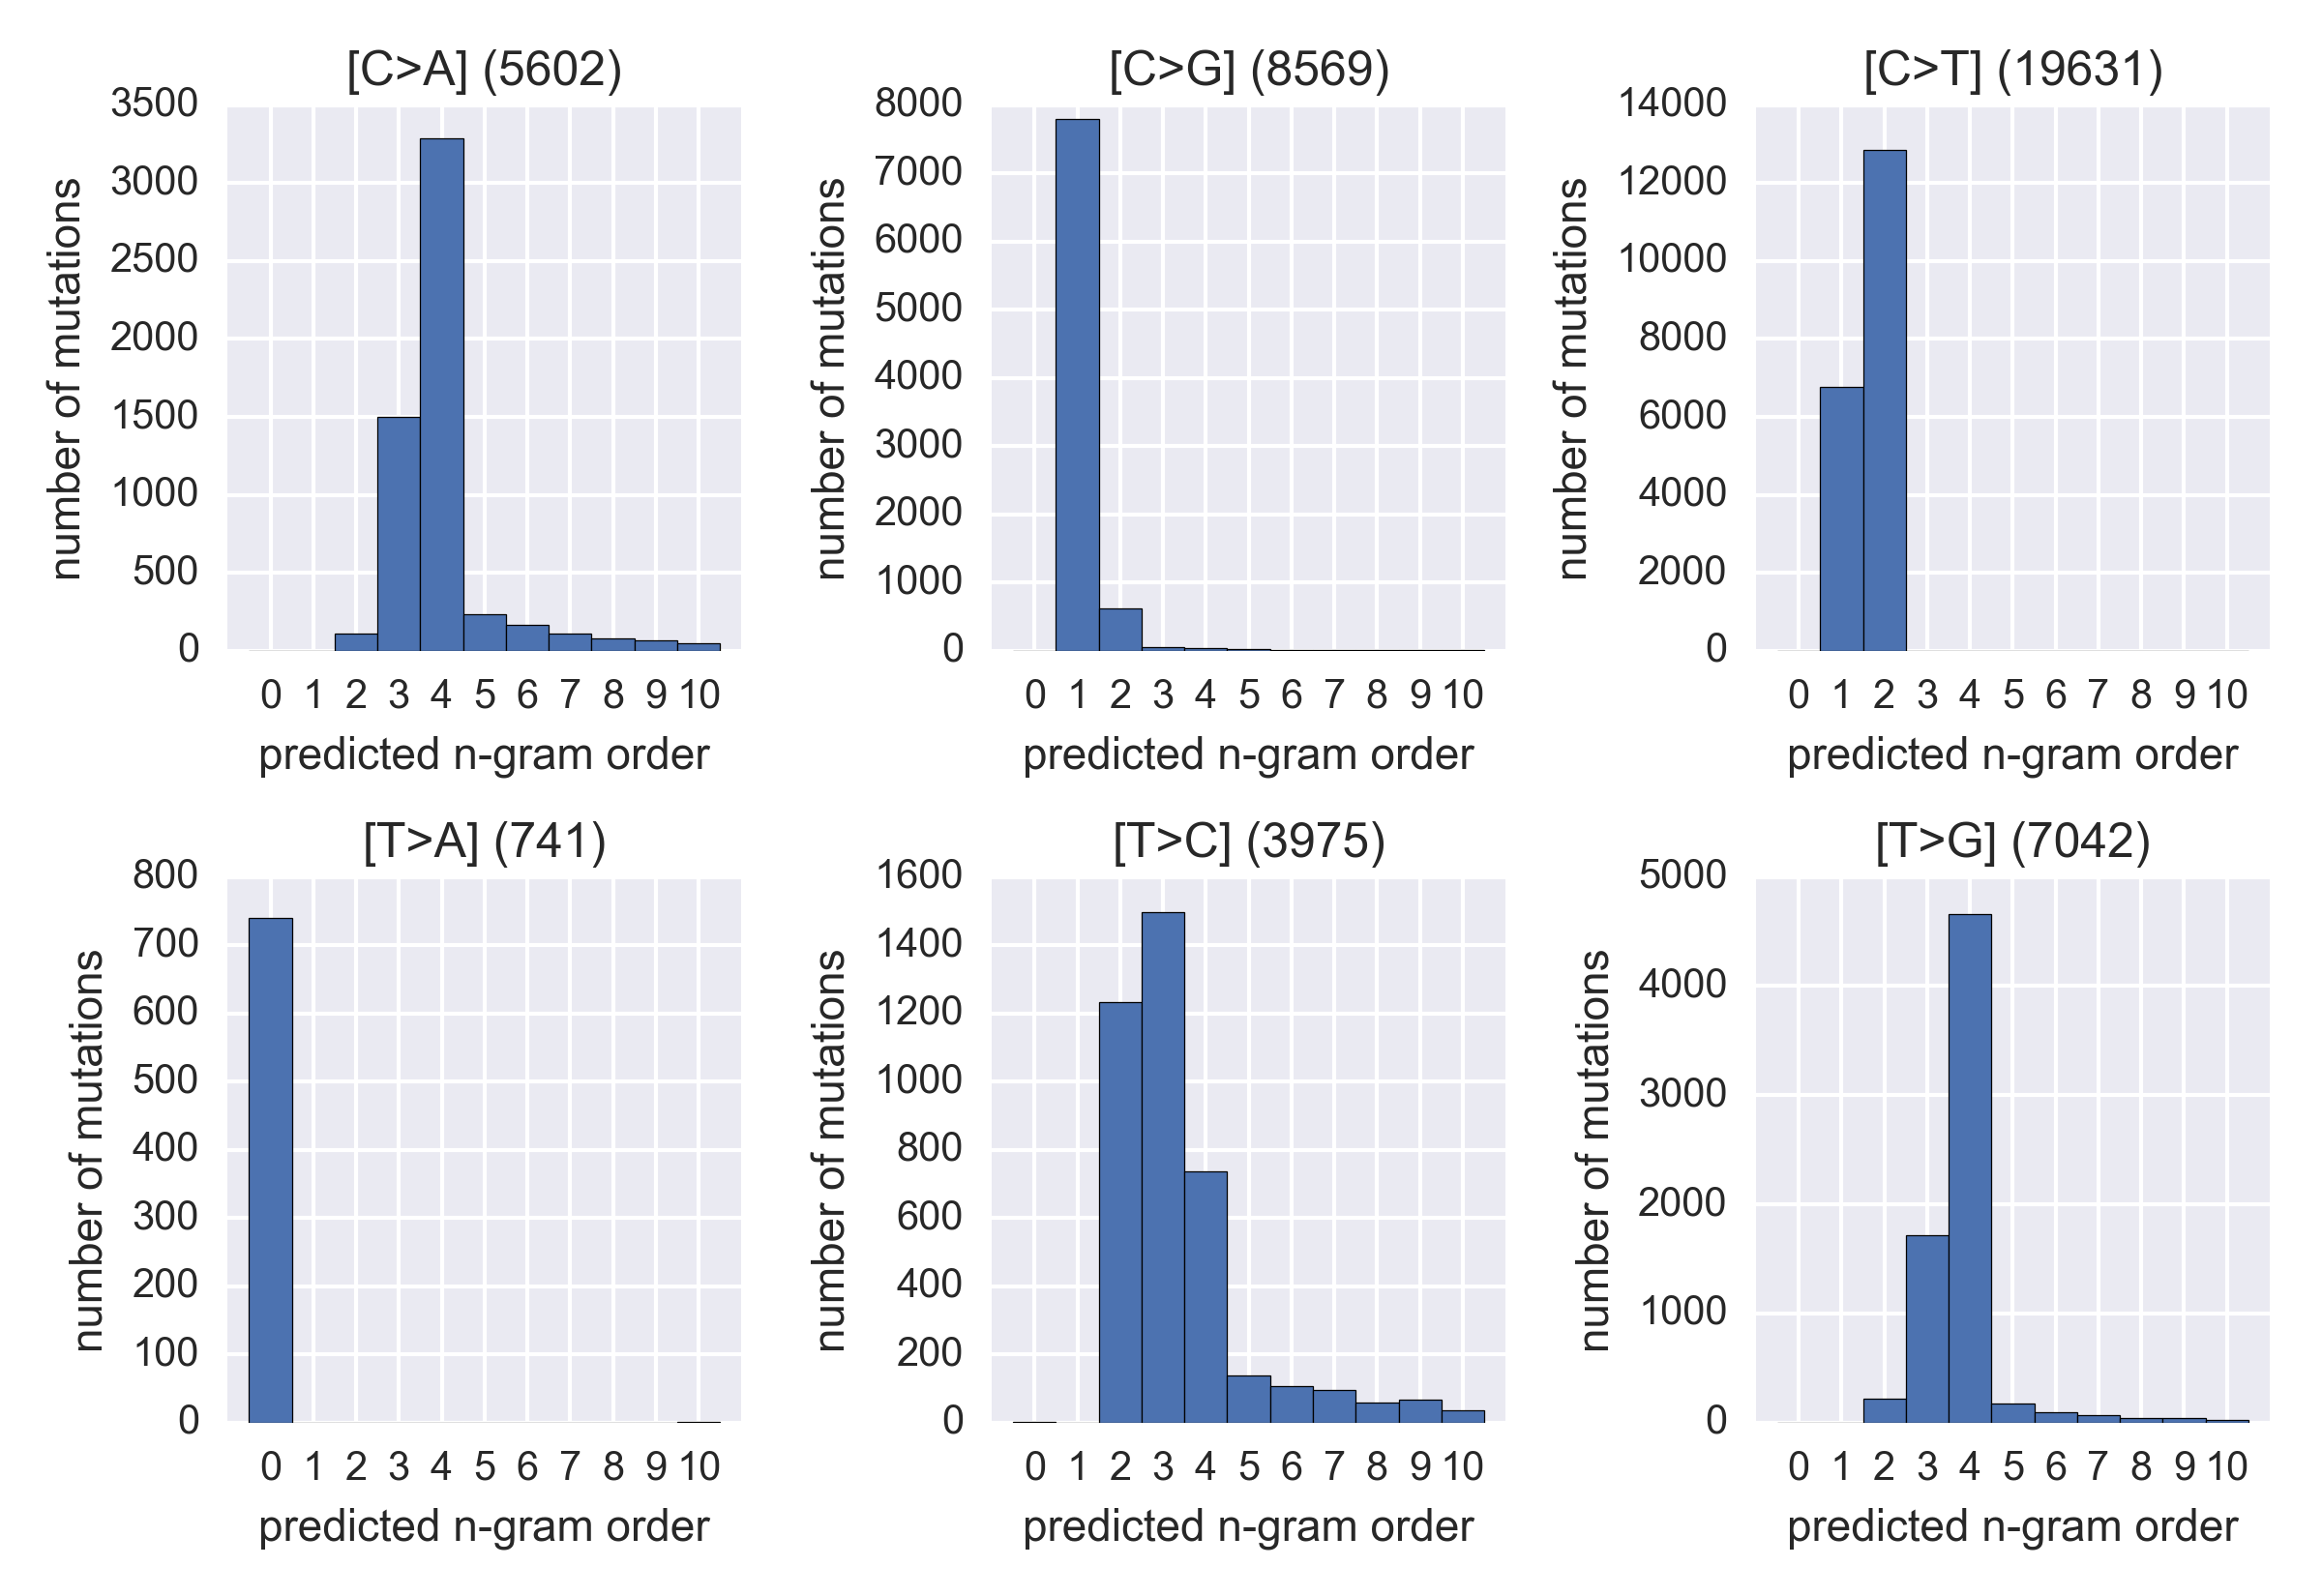 [C>A] (5602)
3500
3000
2500
2000
1500
1000
500
0
number of mutations
0 1 2 3 4 5 6 7 8 9 10
predicted n-gram order
[C>G] (8569)
8000
7000
6000
5000
4000
3000
2000
1000
0
number of mutations
0 1 2 3 4 5 6 7 8 9 10
predicted n-gram order
[C>T] (19631)
14000
12000
10000
8000
6000
4000
2000
0
number of mutations
0 1 2 3 4 5 6 7 8 9 10
predicted n-gram order
[T>A] (741)
800
700
600
500
400
300
200
100
0
number of mutations
0 1 2 3 4 5 6 7 8 9 10
predicted n-gram order
[T>C] (3975)
1600
1400
1200
1000
800
600
400
200
0
number of mutations
0 1 2 3 4 5 6 7 8 9 10
predicted n-gram order
[T>G] (7042)
5000
4000
3000
2000
1000
0
number of mutations
0 1 2 3 4 5 6 7 8 9 10
predicted n-gram order